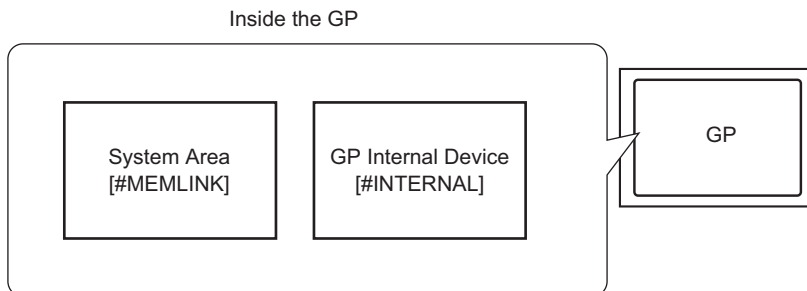 Inside the GP
System Area
[#MEMLINK]
GP Internal Device
[#INTERNAL]
GP